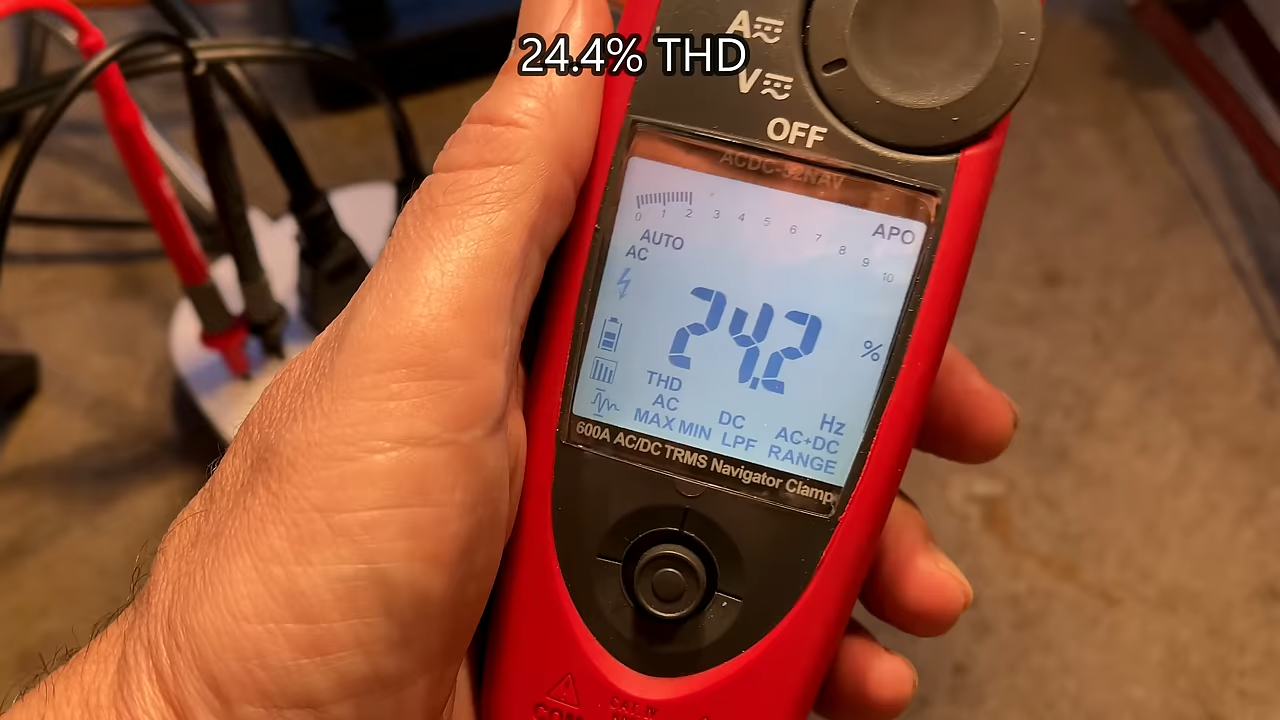 24.4% THD
A
V
OFF
ACDC-52NAV
0 1 2 3 4 5 6 7 8 9 10
APO
AUTO
AC
24.2 %
THD
AC DC Hz
MAX MIN LPF AC+DC
RANGE
600A AC/DC TRMS Navigator Clamp
CAT. IV